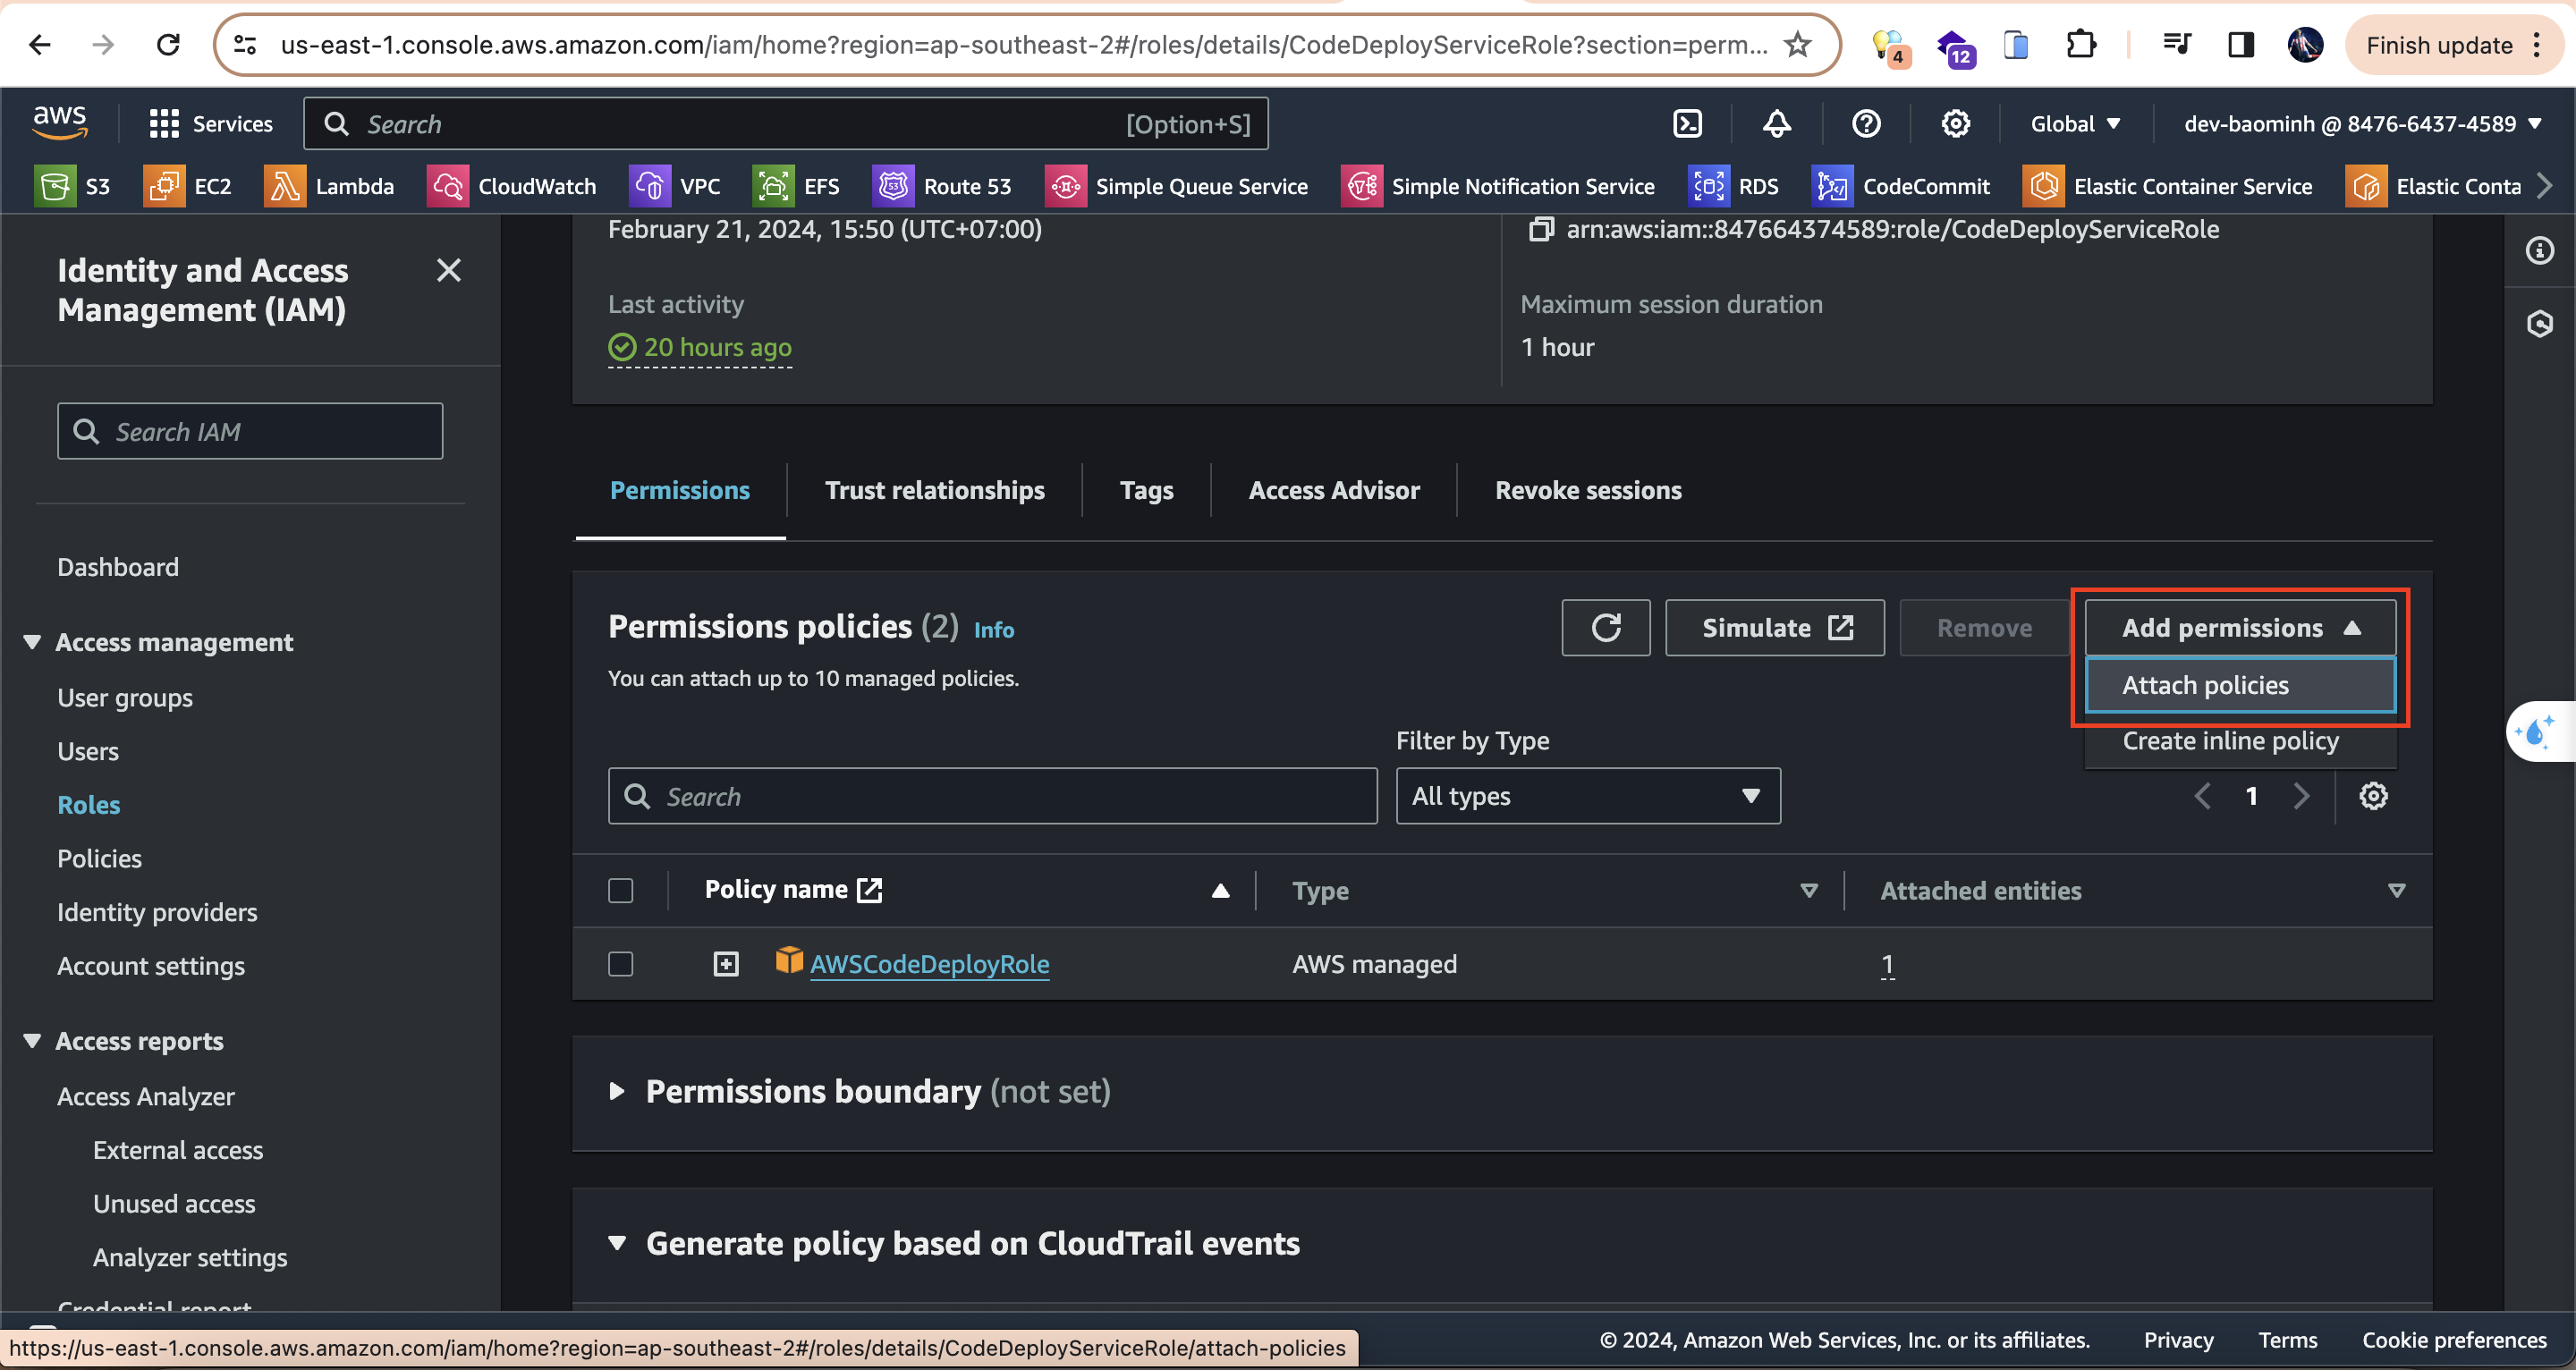 us-east-1.console.aws.amazon.com/iam/home?region=ap-southeast-2#/roles/details/CodeDeployServiceRole?section=perm...
4
12
Finish update
aws
Services
Search
[Option+S]
Global
dev-baominh @ 8476-6437-4589
S3
EC2
Lambda
CloudWatch
VPC
EFS
53
Route 53
Simple Queue Service
Simple Notification Service
RDS
CodeCommit
Elastic Container Service
Elastic Conta
Identity and Access
Management (IAM)
Search IAM
Dashboard
Access management
User groups
Users
Roles
Policies
Identity providers
Account settings
Access reports
Access Analyzer
External access
Unused access
Analyzer settings
Credential report
February 21, 2024, 15:50 (UTC+07:00)
arn:aws:iam::847664374589:role/CodeDeployServiceRole
Last activity
20 hours ago
Maximum session duration
1 hour
Permissions
Trust relationships
Tags
Access Advisor
Revoke sessions
Permissions policies (2) Info
You can attach up to 10 managed policies.
Simulate
Remove
Add permissions
Attach policies
Create inline policy
Search
Filter by Type
All types
1
Policy name
Type
Attached entities
AWSCodeDeployRole
AWS managed
1
Permissions boundary (not set)
Generate policy based on CloudTrail events
https://us-east-1.console.aws.amazon.com/iam/home?region=ap-southeast-2#/roles/details/CodeDeployServiceRole/attach-policies
© 2024, Amazon Web Services, Inc. or its affiliates.
Privacy
Terms
Cookie preferences